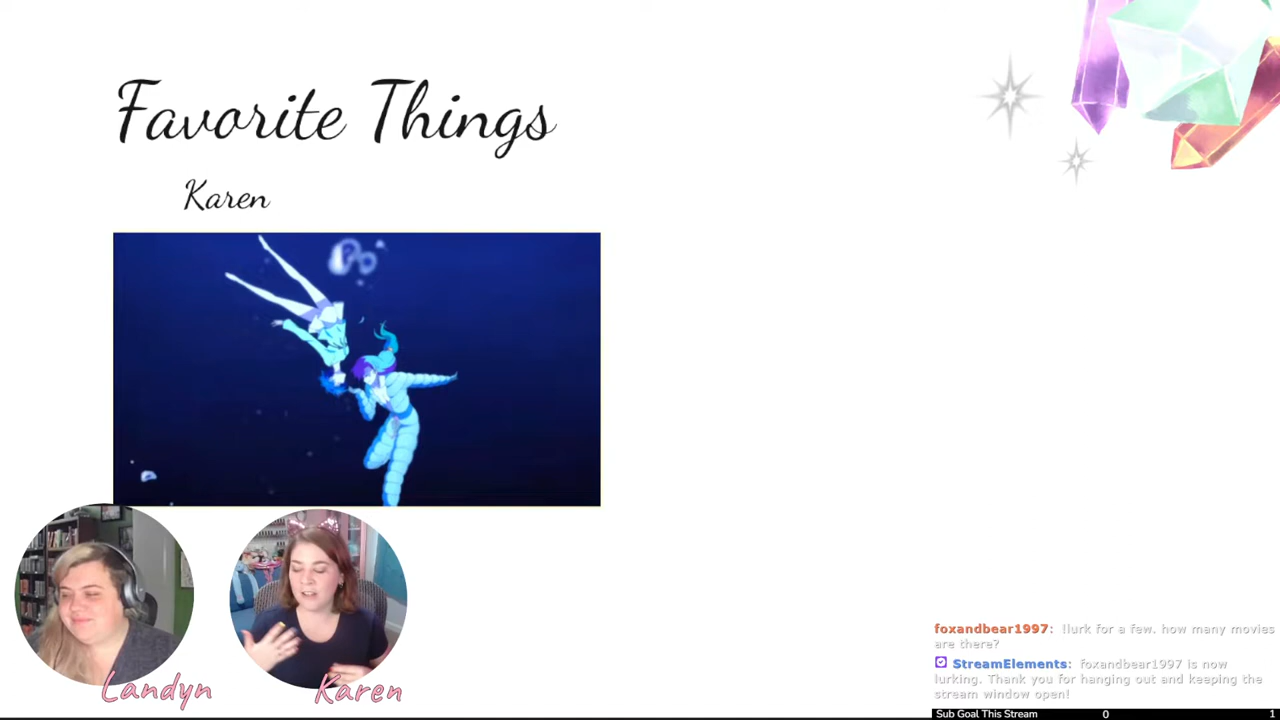 Favorite Things
Karen
Landyn
Karen
foxandbear1997: !lurk for a few. how many movies
are there?
StreamElements: foxandbear1997 is now
lurking. Thank you for hanging out and keeping the
stream window open!
Sub Goal This Stream 0 1